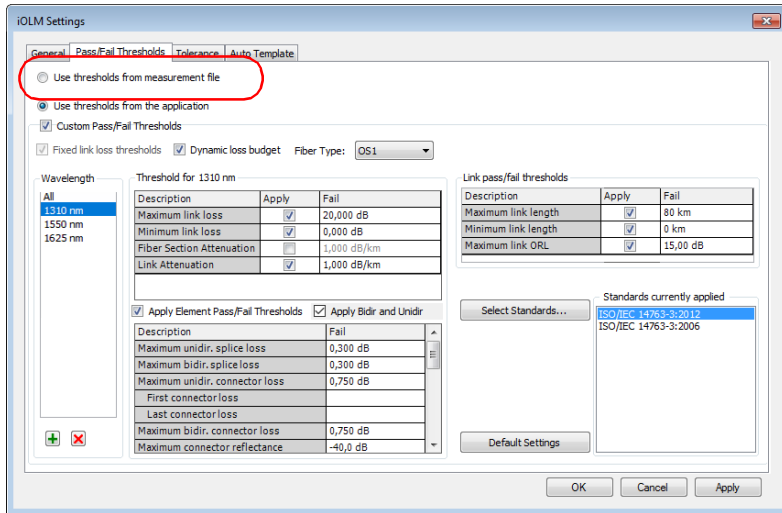 iOLM Settings
General Pass/Fail Thresholds Tolerance Auto Template
Use thresholds from measurement file
Use thresholds from the application
Custom Pass/Fail Thresholds
Fixed link loss thresholds Dynamic loss budget Fiber Type: OS1
Wavelength
All
1310 nm
1550 nm
1625 nm
Threshold for 1310 nm
Description Apply Fail
Maximum link loss 20,000 dB
Minimum link loss 0,000 dB
Fiber Section Attenuation 1,000 dB/km
Link Attenuation 1,000 dB/km
Apply Element Pass/Fail Thresholds Apply Bidir and Unidir
Description Fail
Maximum unidir. splice loss 0,300 dB
Maximum bidir. splice loss 0,300 dB
Maximum unidir. connector loss 0,750 dB
First connector loss
Last connector loss
Maximum bidir. connector loss 0,750 dB
Maximum connector reflectance -40,0 dB
Link pass/fail thresholds
Description Apply Fail
Maximum link length 80 km
Minimum link length 0 km
Maximum link ORL 15,00 dB
Select Standards...
Standards currently applied
ISO/IEC 14763-3:2012
ISO/IEC 14763-3:2006
Default Settings
OK Cancel Apply